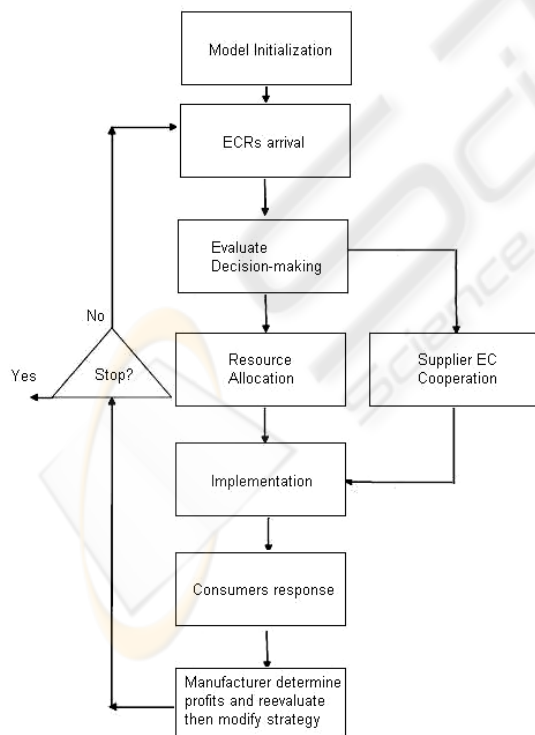 Model Initialization
ECRs arrival
Evaluate
Decision-making
No
Yes
Stop?
Resource
Allocation
Supplier EC
Cooperation
Implementation
Consumers response
Manufacturer determine
profits and reevaluate
then modify strategy
science